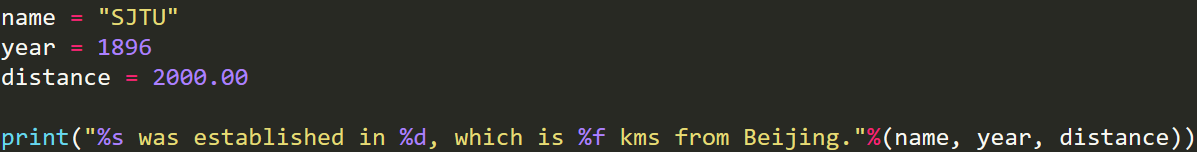 name = "SJTU"
year = 1896
distance = 2000.00
print("%s was established in %d, which is %f kms from Beijing."%(name, year, distance))